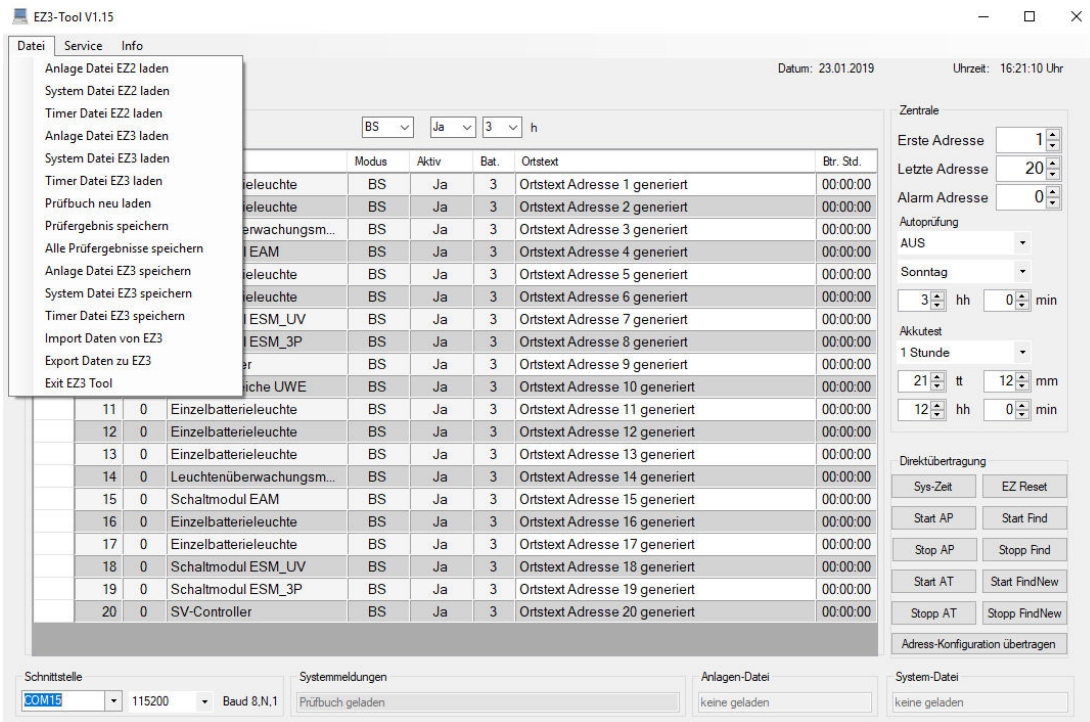 EZ3-Tool V1.15
Datei Service Info
Anlage Datei EZ2 laden
System Datei EZ2 laden
Timer Datei EZ2 laden
Anlage Datei EZ3 laden
System Datei EZ3 laden
Timer Datei EZ3 laden
Prüfbuch neu laden
Prüfergebnis speichern
Alle Prüfergebnisse speichern
Anlage Datei EZ3 speichern
System Datei EZ3 speichern
Timer Datei EZ3 speichern
Import Daten von EZ3
Export Daten zu EZ3
Exit EZ3 Tool
Datum: 23.01.2019 Uhrzeit: 16:21:10 Uhr
BS Ja 3 h
Modus Aktiv Bat. Ortstext Btr. Std.
ieleuchte BS Ja 3 Ortstext Adresse 1 generiert 00:00:00
ieleuchte BS Ja 3 Ortstext Adresse 2 generiert 00:00:00
erwachungsm... BS Ja 3 Ortstext Adresse 3 generiert 00:00:00
l EAM BS Ja 3 Ortstext Adresse 4 generiert 00:00:00
ieleuchte BS Ja 3 Ortstext Adresse 5 generiert 00:00:00
ieleuchte BS Ja 3 Ortstext Adresse 6 generiert 00:00:00
l ESM_UV BS Ja 3 Ortstext Adresse 7 generiert 00:00:00
l ESM_3P BS Ja 3 Ortstext Adresse 8 generiert 00:00:00
er BS Ja 3 Ortstext Adresse 9 generiert 00:00:00
iche UWE BS Ja 3 Ortstext Adresse 10 generiert 00:00:00
11 0 Einzelbatterieleuchte BS Ja 3 Ortstext Adresse 11 generiert 00:00:00
12 0 Einzelbatterieleuchte BS Ja 3 Ortstext Adresse 12 generiert 00:00:00
13 0 Einzelbatterieleuchte BS Ja 3 Ortstext Adresse 13 generiert 00:00:00
14 0 Leuchtenüberwachungsm... BS Ja 3 Ortstext Adresse 14 generiert 00:00:00
15 0 Schaltmodul EAM BS Ja 3 Ortstext Adresse 15 generiert 00:00:00
16 0 Einzelbatterieleuchte BS Ja 3 Ortstext Adresse 16 generiert 00:00:00
17 0 Einzelbatterieleuchte BS Ja 3 Ortstext Adresse 17 generiert 00:00:00
18 0 Schaltmodul ESM_UV BS Ja 3 Ortstext Adresse 18 generiert 00:00:00
19 0 Schaltmodul ESM_3P BS Ja 3 Ortstext Adresse 19 generiert 00:00:00
20 0 SV-Controller BS Ja 3 Ortstext Adresse 20 generiert 00:00:00
Zentrale
Erste Adresse 1
Letzte Adresse 20
Alarm Adresse 0
Autoprüfung
AUS
Sonntag
3 hh 0 min
Akkutest
1 Stunde
21 tt 12 mm
12 hh 0 min
Direktübertragung
Sys-Zeit EZ Reset
Start AP Start Find
Stop AP Stopp Find
Start AT Start FindNew
Stopp AT Stopp FindNew
Adress-Konfiguration übertragen
Schnittstelle
COM15 115200 Baud 8,N,1
Systemmeldungen
Prüfbuch geladen
Anlagen-Datei
keine geladen
System-Datei
keine geladen